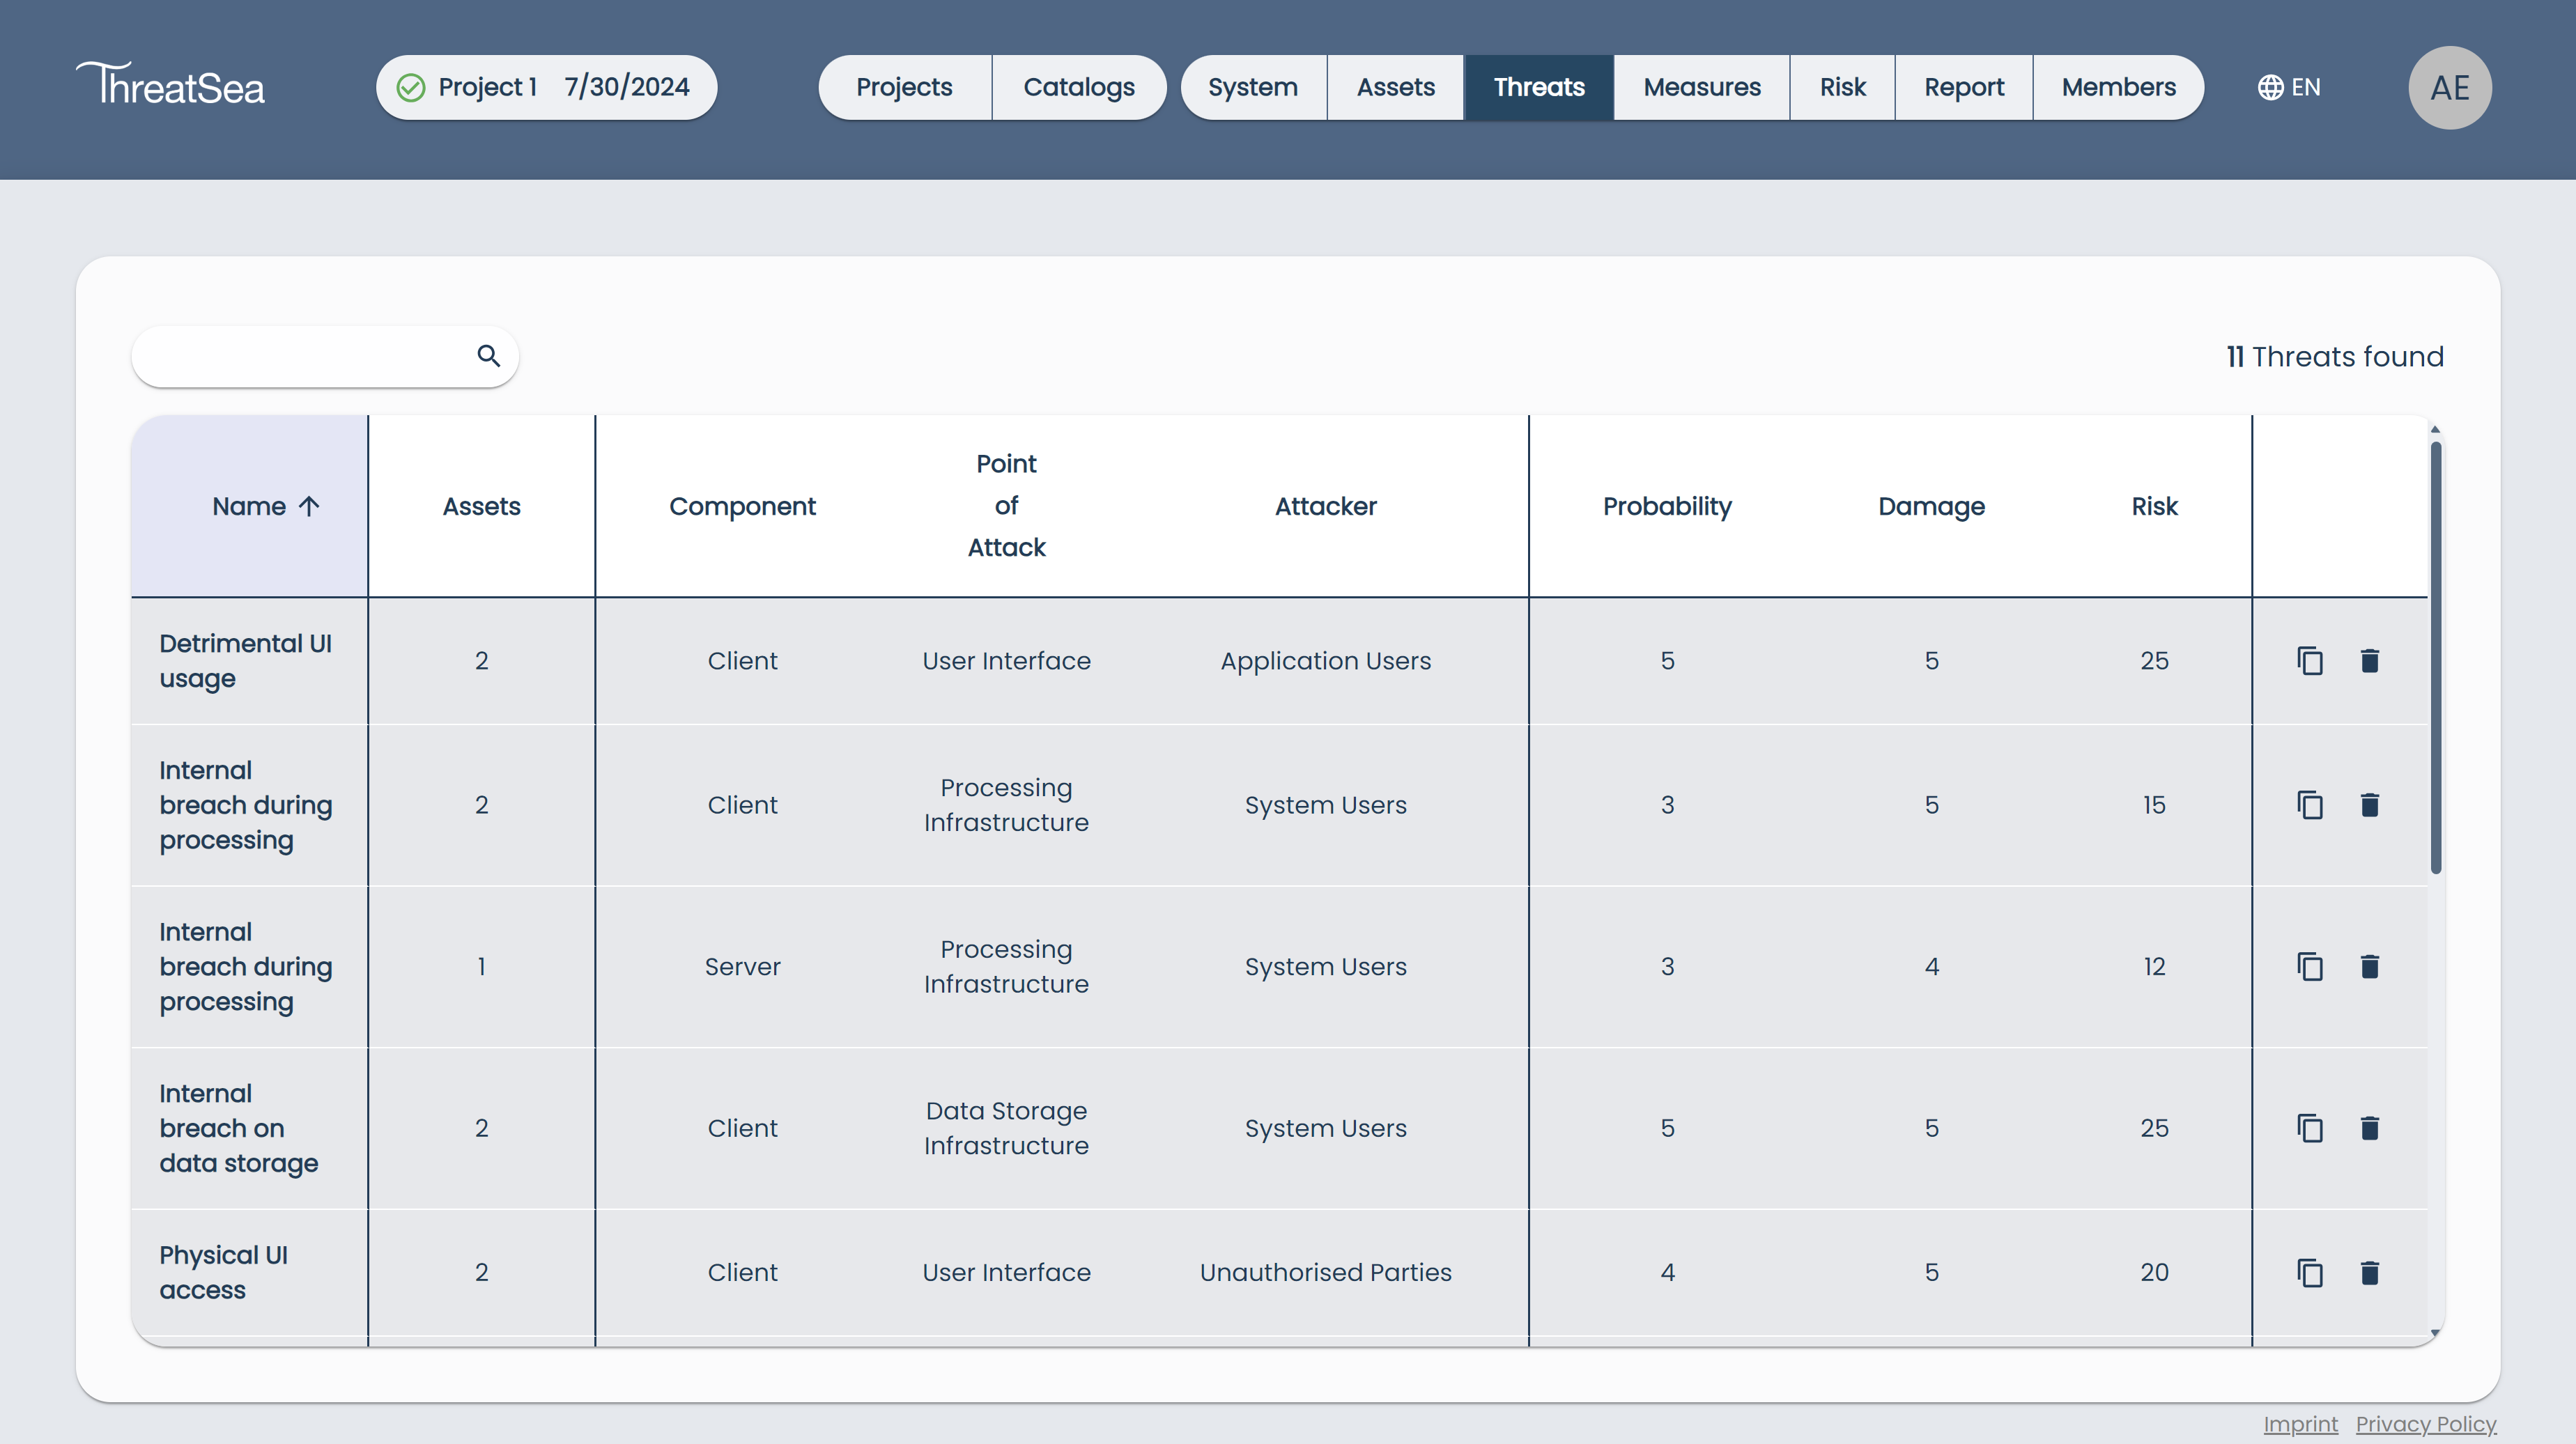 ThreatSea
Project 1 7/30/2024
Projects Catalogs
System Assets Threats Measures Risk Report Members
EN
AE
11 Threats found
Name Assets Component Point of Attack Attacker Probability Damage Risk
Detrimental UI usage 2 Client User Interface Application Users 5 5 25
Internal breach during processing 2 Client Processing Infrastructure System Users 3 5 15
Internal breach during processing 1 Server Processing Infrastructure System Users 3 4 12
Internal breach on data storage 2 Client Data Storage Infrastructure System Users 5 5 25
Physical UI access 2 Client User Interface Unauthorised Parties 4 5 20
Imprint Privacy Policy